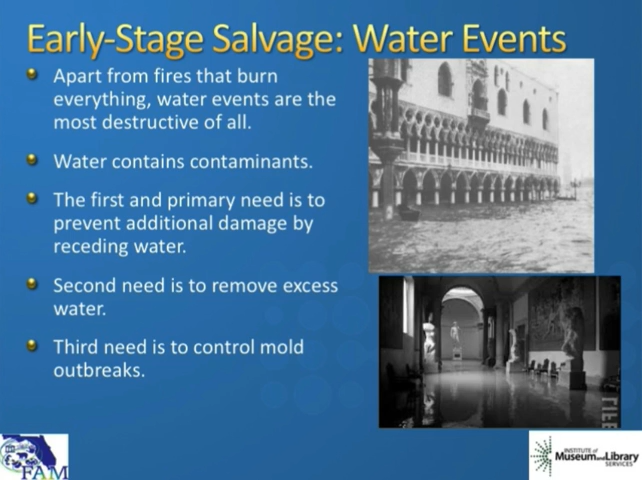 Early-Stage Salvage: Water Events
Apart from fires that burn
everything, water events are the
most destructive of all.
Water contains contaminants.
The first and primary need is to
prevent additional damage by
receding water.
Second need is to remove excess
water.
Third need is to control mold
outbreaks.
LIFE
FAM
INSTITUTE of
Museum and Library
SERVICES